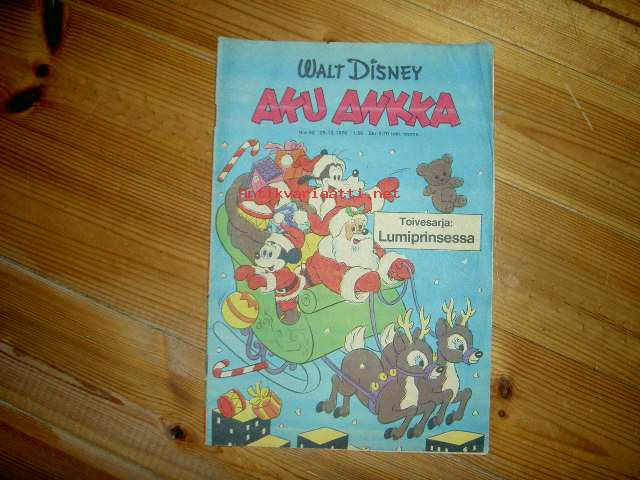 WALT DISNEY
AKU ANKKA
antikvariaatti.net
Toivesarja:
Lumiprinsessa